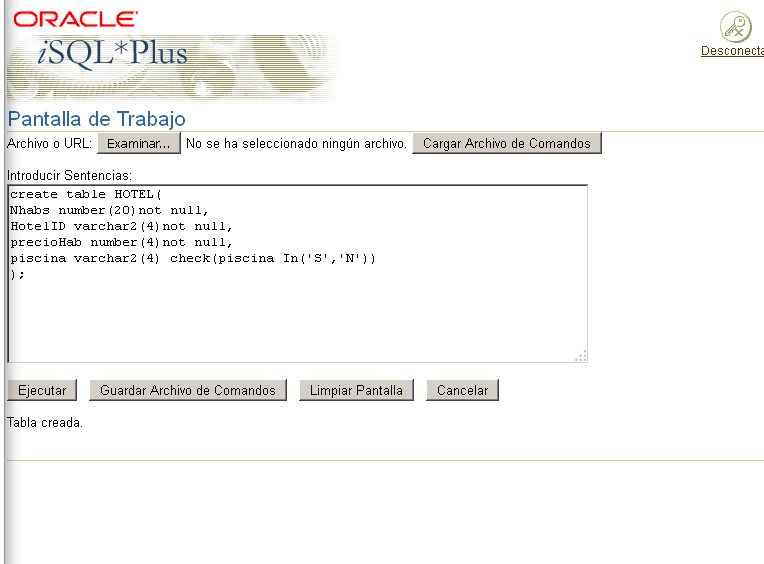 ORACLE
iSQL*Plus
Desconecta
Pantalla de Trabajo
Archivo o URL: Examinar... No se ha seleccionado ningún archivo. Cargar Archivo de Comandos
Introducir Sentencias:
create table HOTEL(
Nhabs number(20)not null,
HotelID varchar2(4)not null,
precioHab number(4)not null,
piscina varchar2(4) check(piscina In('S','N'))
);
Ejecutar Guardar Archivo de Comandos Limpiar Pantalla Cancelar
Tabla creada.